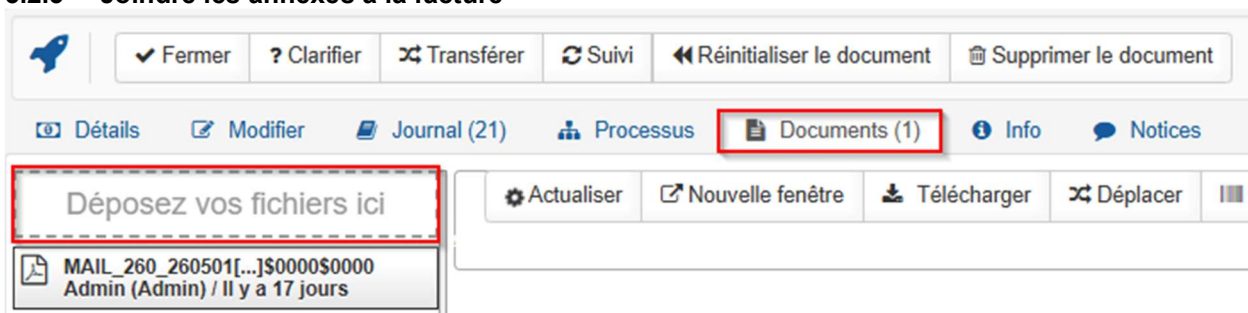 Joindre les annexes à la facture
Fermer ? Clarifier Transférer Suivi Réinitialiser le document Supprimer le document
Détails Modifier Journal (21) Processus Documents (1) Info Notices
Déposez vos fichiers ici
Actualiser Nouvelle fenêtre Télécharger Déplacer
MAIL_260_260501[...]$0000$0000
Admin (Admin) / Il y a 17 jours